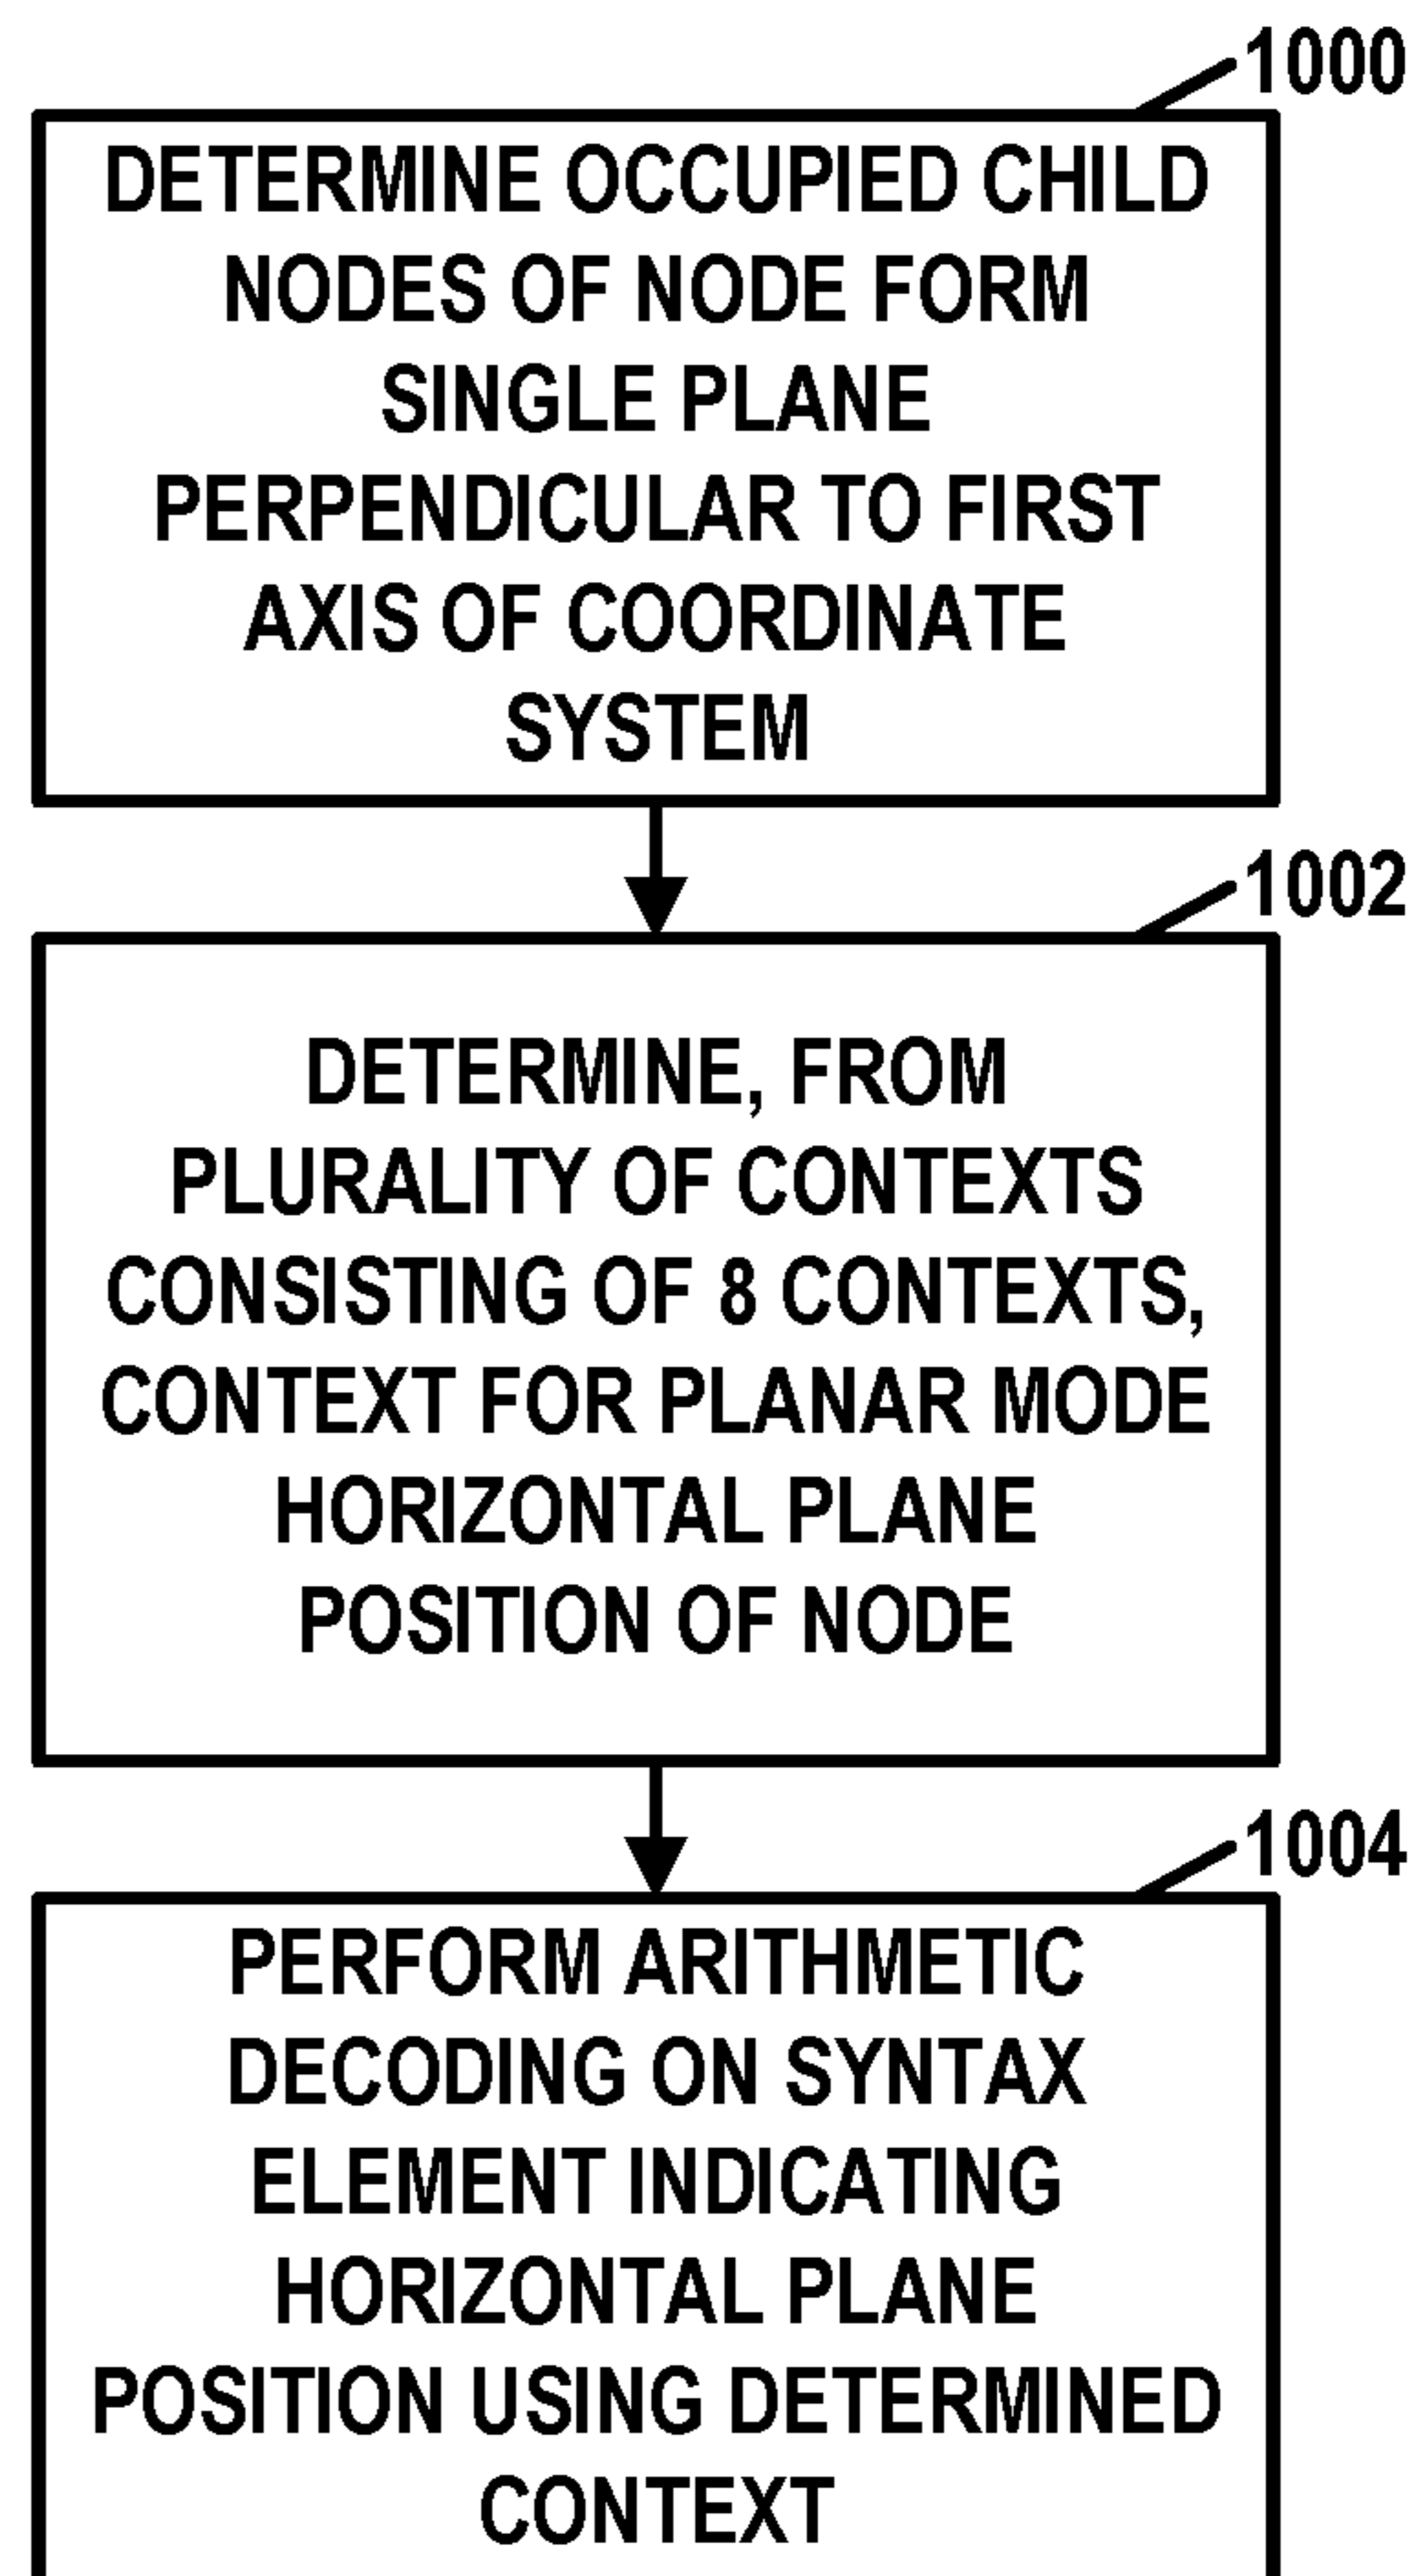 1000
DETERMINE OCCUPIED CHILD
NODES OF NODE FORM
SINGLE PLANE
PERPENDICULAR TO FIRST
AXIS OF COORDINATE
SYSTEM
1002
DETERMINE, FROM
PLURALITY OF CONTEXTS
CONSISTING OF 8 CONTEXTS,
CONTEXT FOR PLANAR MODE
HORIZONTAL PLANE
POSITION OF NODE
1004
PERFORM ARITHMETIC
DECODING ON SYNTAX
ELEMENT INDICATING
HORIZONTAL PLANE
POSITION USING DETERMINED
CONTEXT